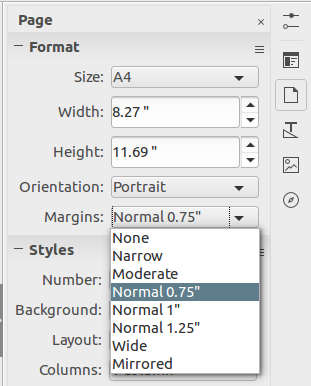 Page
Format
Size: A4
Width: 8.27 "
Height: 11.69 "
Orientation: Portrait
Margins: Normal 0.75"
Styles
None
Narrow
Number:
Moderate
Normal 0.75"
Background:
Normal 1"
Normal 1.25"
Layout:
Wide
Columns:
Mirrored